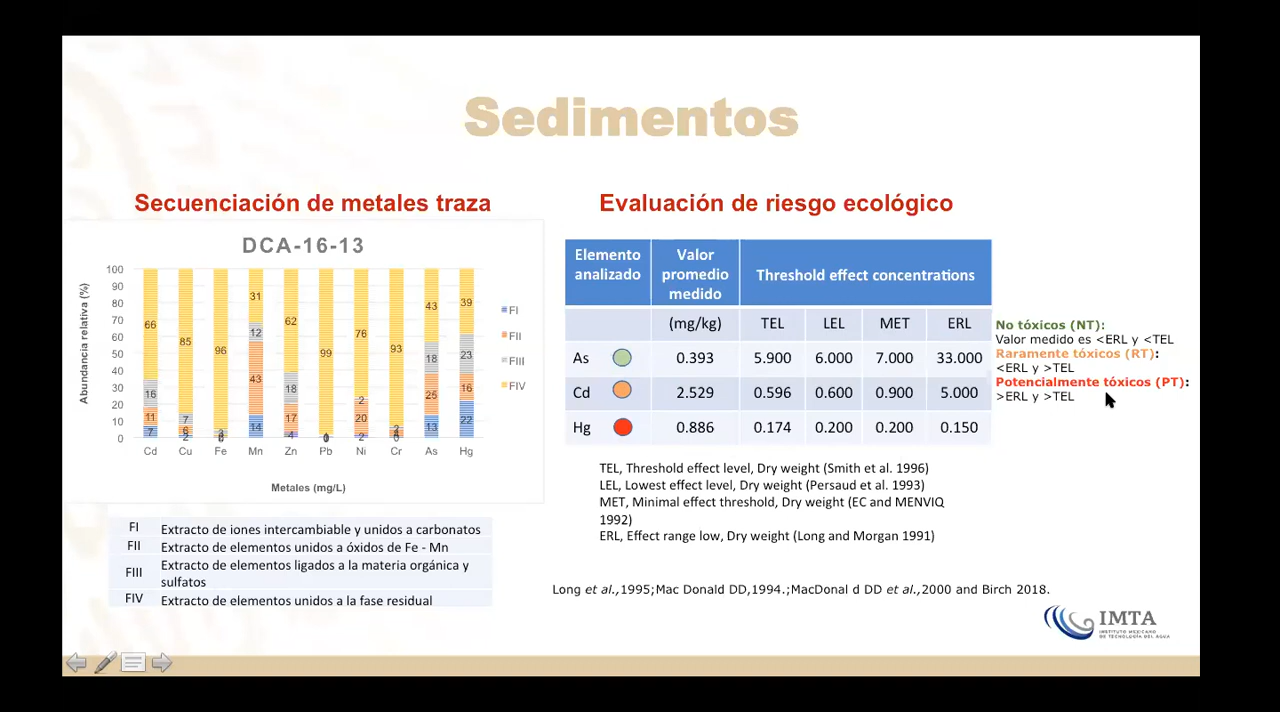 Sedimentos
Secuenciación de metales traza
DCA-16-13
Abundancia relativa (%)
100
90
80
70
60
50
40
30
20
10
0
66
16
11
7
85
7
6
2
96
3
31
12
43
14
62
18
17
4
99
76
2
20
2
93
2
43
18
25
13
39
23
16
22
FI
FII
FIII
FIV
Cd Cu Fe Mn Zn Pb Ni Cr As Hg
Metales (mg/L)
FI Extracto de iones intercambiable y unidos a carbonatos
FII Extracto de elementos unidos a óxidos de Fe - Mn
FIII Extracto de elementos ligados a la materia orgánica y
sulfatos
FIV Extracto de elementos unidos a la fase residual
Evaluación de riesgo ecológico
Elemento analizado Valor promedio medido Threshold effect concentrations
(mg/kg) TEL LEL MET ERL
As 0.393 5.900 6.000 7.000 33.000
Cd 2.529 0.596 0.600 0.900 5.000
Hg 0.886 0.174 0.200 0.200 0.150
No tóxicos (NT):
Valor medido es <ERL y <TEL
Raramente tóxicos (RT):
<ERL y >TEL
Potencialmente tóxicos (PT):
>ERL y >TEL
TEL, Threshold effect level, Dry weight (Smith et al. 1996)
LEL, Lowest effect level, Dry weight (Persaud et al. 1993)
MET, Minimal effect threshold, Dry weight (EC and MENVIQ
1992)
ERL, Effect range low, Dry weight (Long and Morgan 1991)
Long et al.,1995;Mac Donald DD,1994.;MacDonal d DD et al.,2000 and Birch 2018.
IMTA
INSTITUTO MEXICANO
DE TECNOLOGÍA DEL AGUA